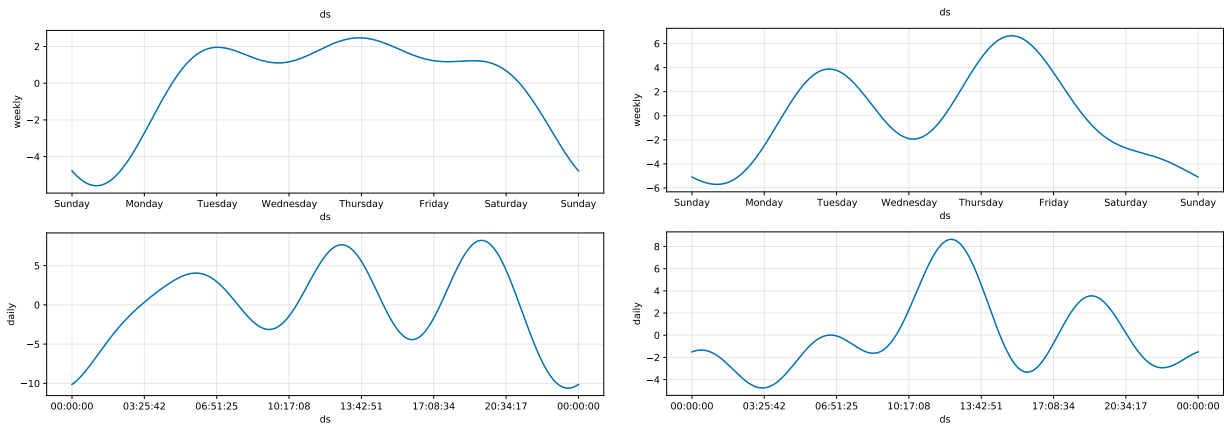 ds
weekly
2
0
−2
−4
Sunday Monday Tuesday Wednesday Thursday Friday Saturday Sunday
ds
daily
5
0
−5
−10
00:00:00 03:25:42 06:51:25 10:17:08 13:42:51 17:08:34 20:34:17 00:00:00
ds
ds
weekly
6
4
2
0
−2
−4
−6
Sunday Monday Tuesday Wednesday Thursday Friday Saturday Sunday
ds
daily
8
6
4
2
0
−2
−4
00:00:00 03:25:42 06:51:25 10:17:08 13:42:51 17:08:34 20:34:17 00:00:00
ds